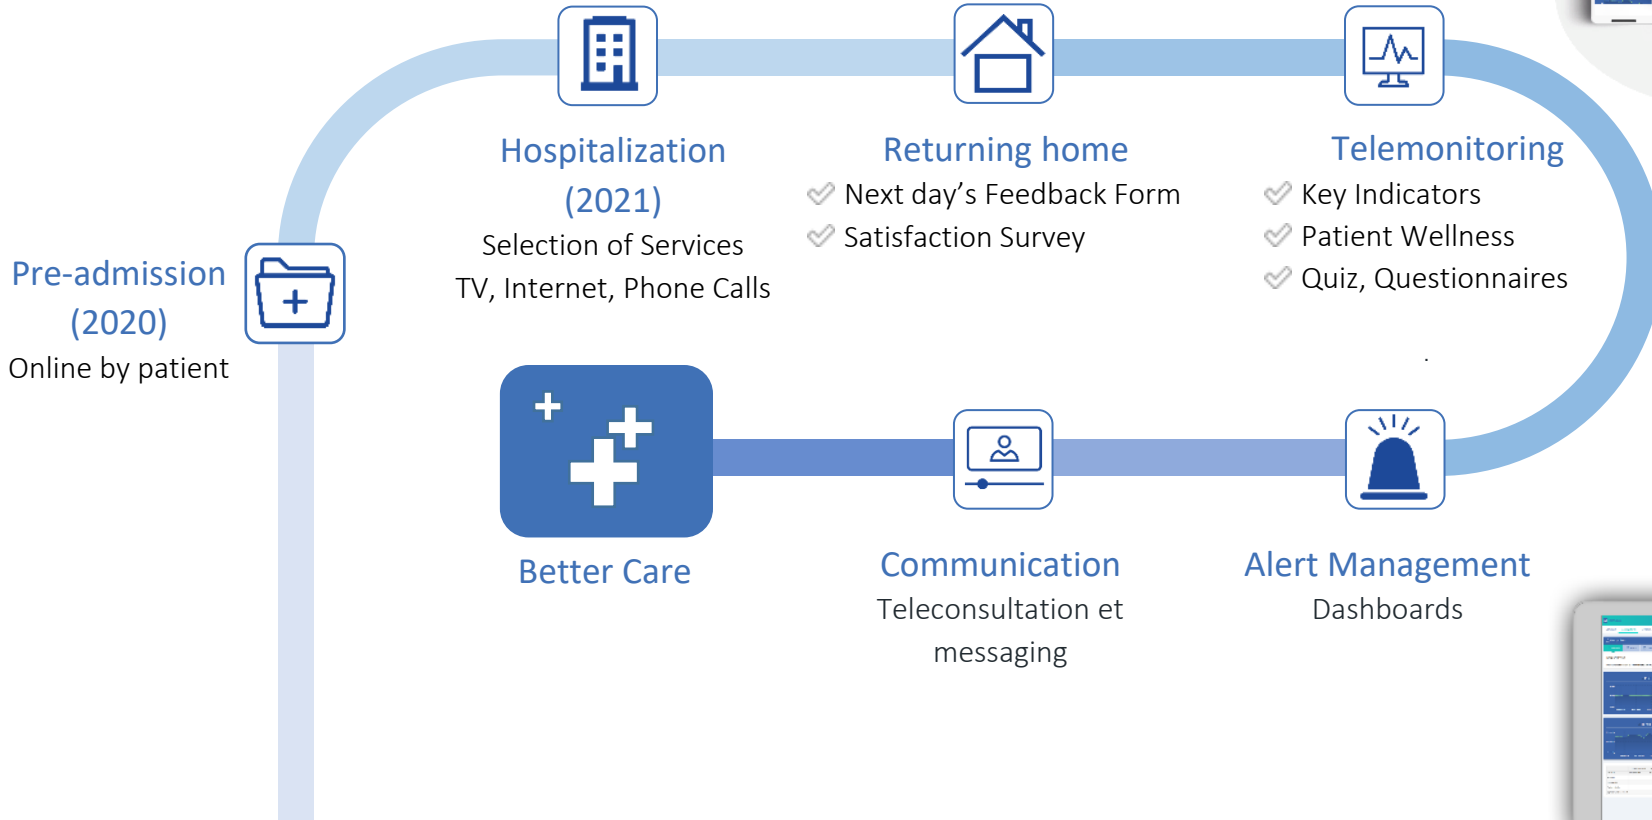 Pre-admission
(2020)
Online by patient
Hospitalization
(2021)
Selection of Services
TV, Internet, Phone Calls
Returning home
Next day's Feedback Form
Satisfaction Survey
Telemonitoring
Key Indicators
Patient Wellness
Quiz, Questionnaires
.
Better Care
Communication
Teleconsultation et
messaging
Alert Management
Dashboards